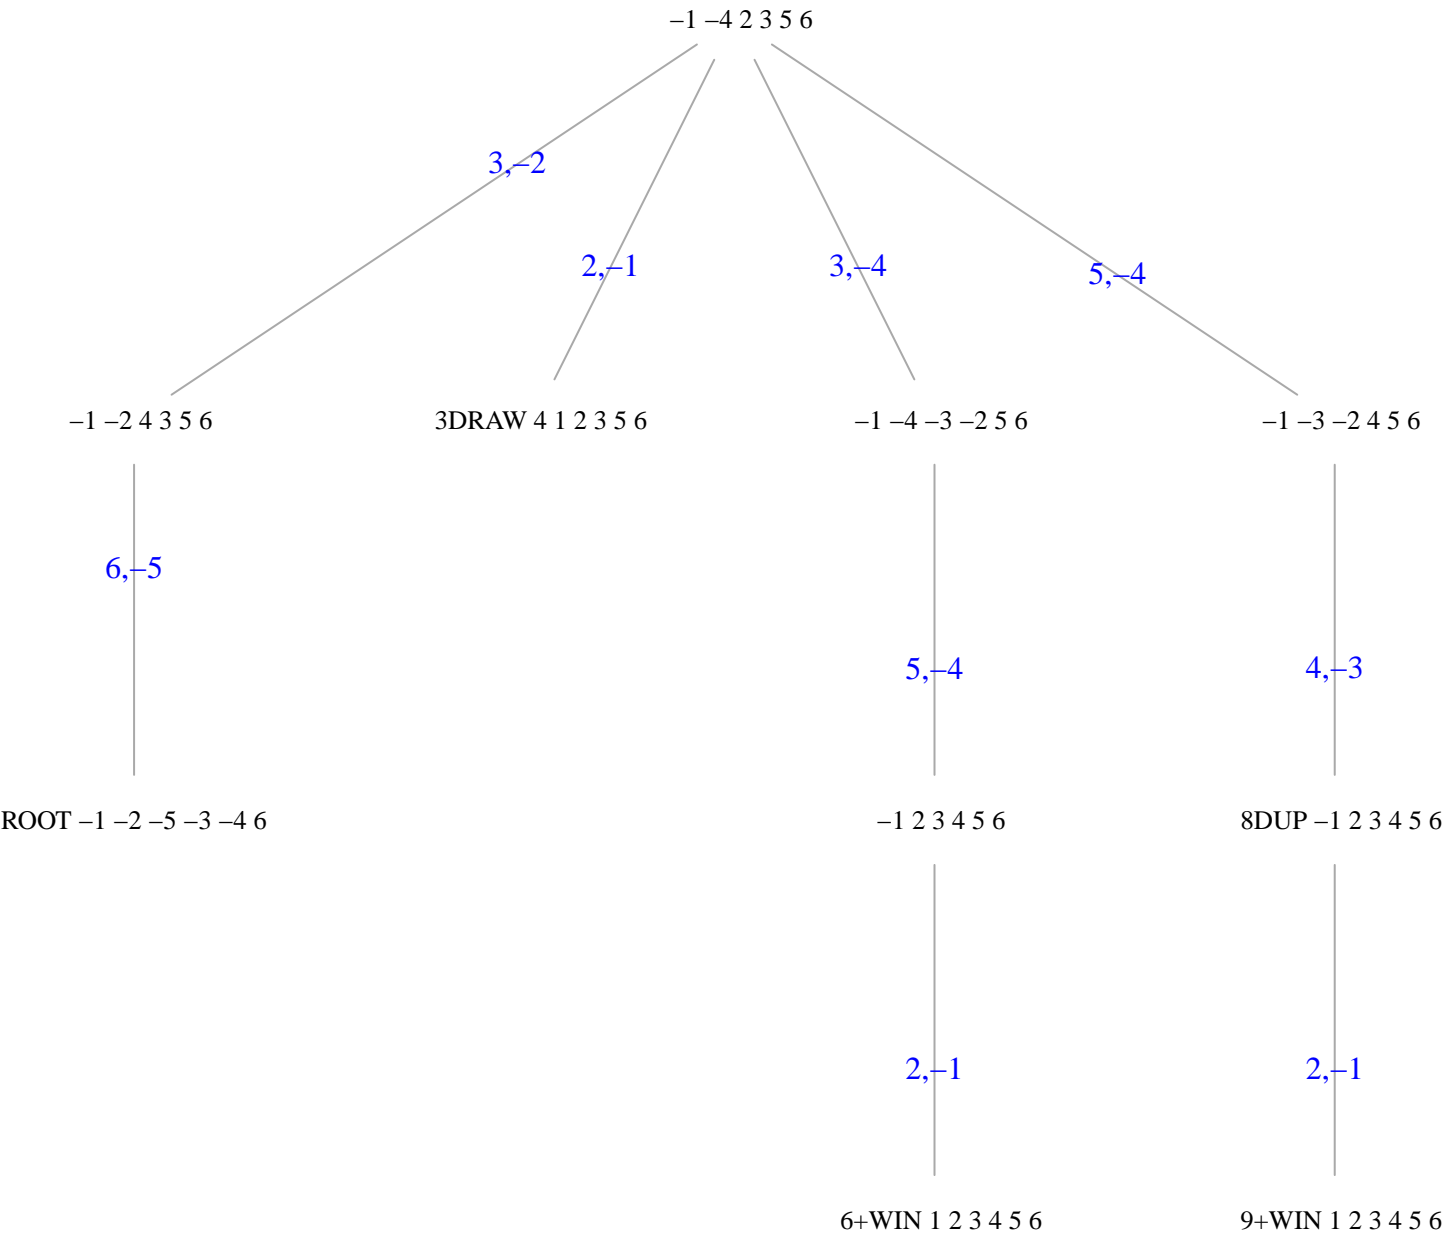 –1 –4 2 3 5 6
3,–2
2,–1
3,–4
5,–4
–1 –2 4 3 5 6
3DRAW 4 1 2 3 5 6
–1 –4 –3 –2 5 6
–1 –3 –2 4 5 6
6,–5
5,–4
4,–3
ROOT –1 –2 –5 –3 –4 6
–1 2 3 4 5 6
8DUP –1 2 3 4 5 6
2,–1
2,–1
6+WIN 1 2 3 4 5 6
9+WIN 1 2 3 4 5 6